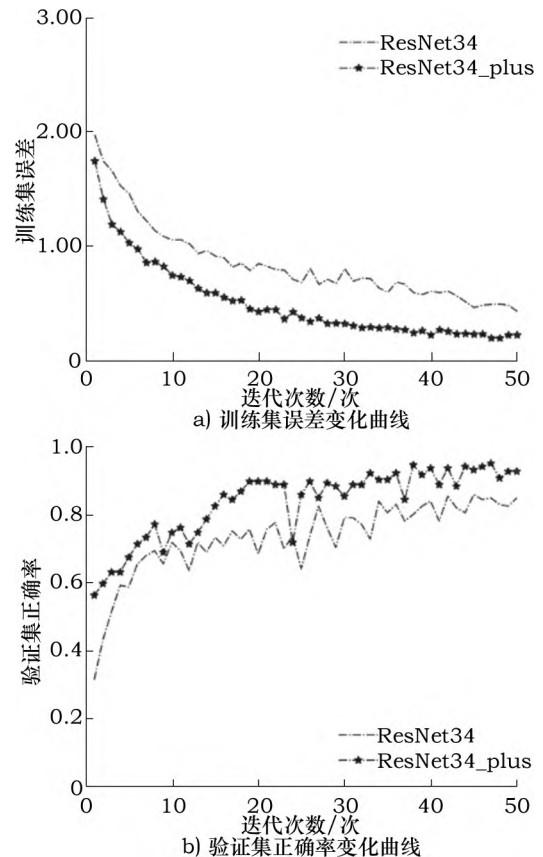 3.00
ResNet34
ResNet34_plus
2.00
训练集误差
1.00
0
0 10 20 30 40 50
迭代次数/次
a) 训练集误差变化曲线
1.0
0.8
验证集正确率
0.6
0.4
0.2
ResNet34
ResNet34_plus
0
0 10 20 30 40 50
迭代次数/次
b) 验证集正确率变化曲线